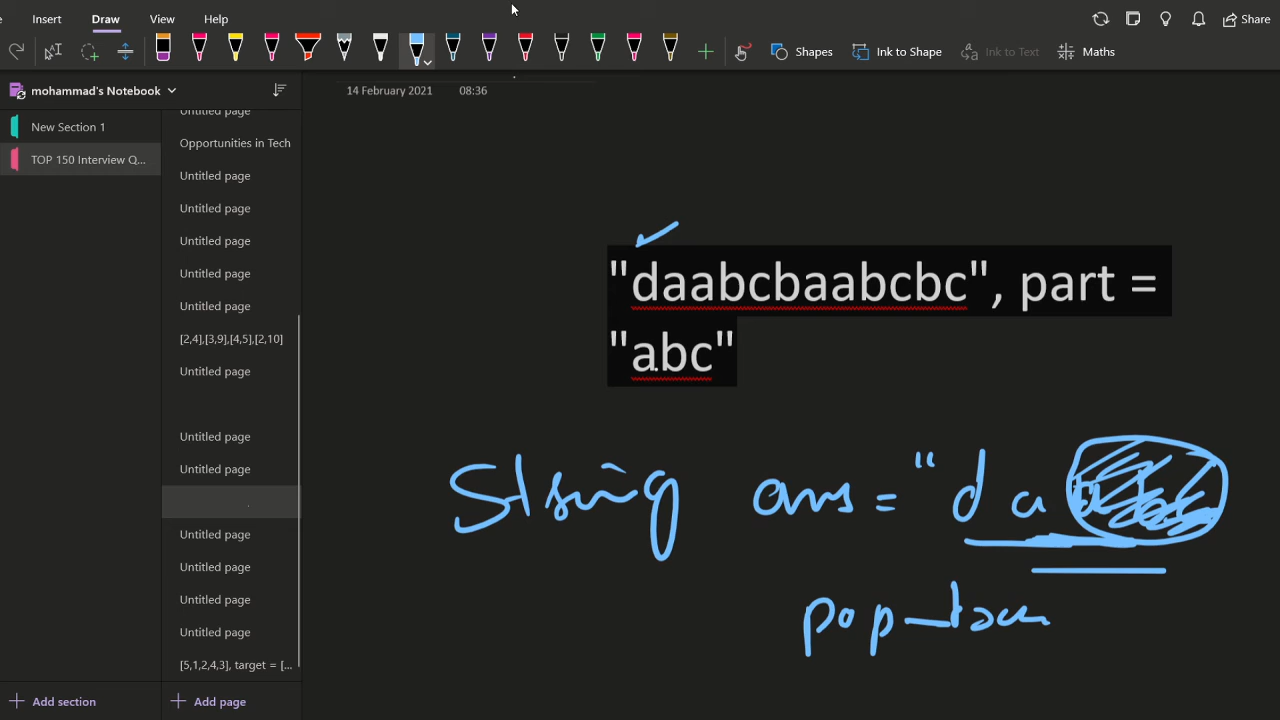 Insert Draw View Help
Share
Shapes Ink to Shape Ink to Text Maths
mohammad's Notebook
New Section 1
TOP 150 Interview Q...
Untitled page
Opportunities in Tech
Untitled page
Untitled page
Untitled page
Untitled page
Untitled page
[2,4],[3,9],[4,5],[2,10]
Untitled page
Untitled page
Untitled page
Untitled page
Untitled page
Untitled page
Untitled page
[5,1,2,4,3], target = [...
Add section
Add page
14 February 2021 08:36
"daabcbaabcbc", part =
"abc"
String ans = "d a